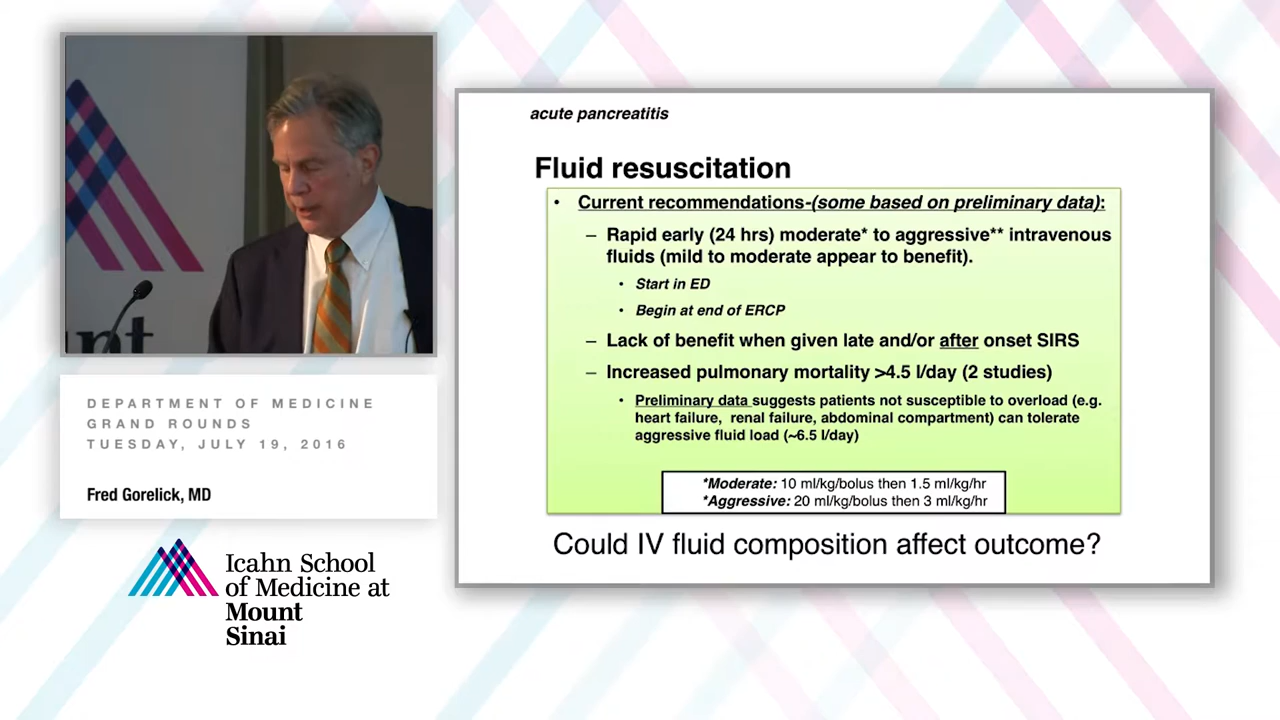 acute pancreatitis
Fluid resuscitation
• Current recommendations-(some based on preliminary data):
– Rapid early (24 hrs) moderate* to aggressive** intravenous
fluids (mild to moderate appear to benefit).
• Start in ED
• Begin at end of ERCP
– Lack of benefit when given late and/or after onset SIRS
– Increased pulmonary mortality >4.5 l/day (2 studies)
• Preliminary data suggests patients not susceptible to overload (e.g.
heart failure, renal failure, abdominal compartment) can tolerate
aggressive fluid load (~6.5 l/day)
*Moderate: 10 ml/kg/bolus then 1.5 ml/kg/hr
*Aggressive: 20 ml/kg/bolus then 3 ml/kg/hr
Could IV fluid composition affect outcome?
DEPARTMENT OF MEDICINE
GRAND ROUNDS
TUESDAY, JULY 19, 2016
Fred Gorelick, MD
Icahn School
of Medicine at
Mount
Sinai